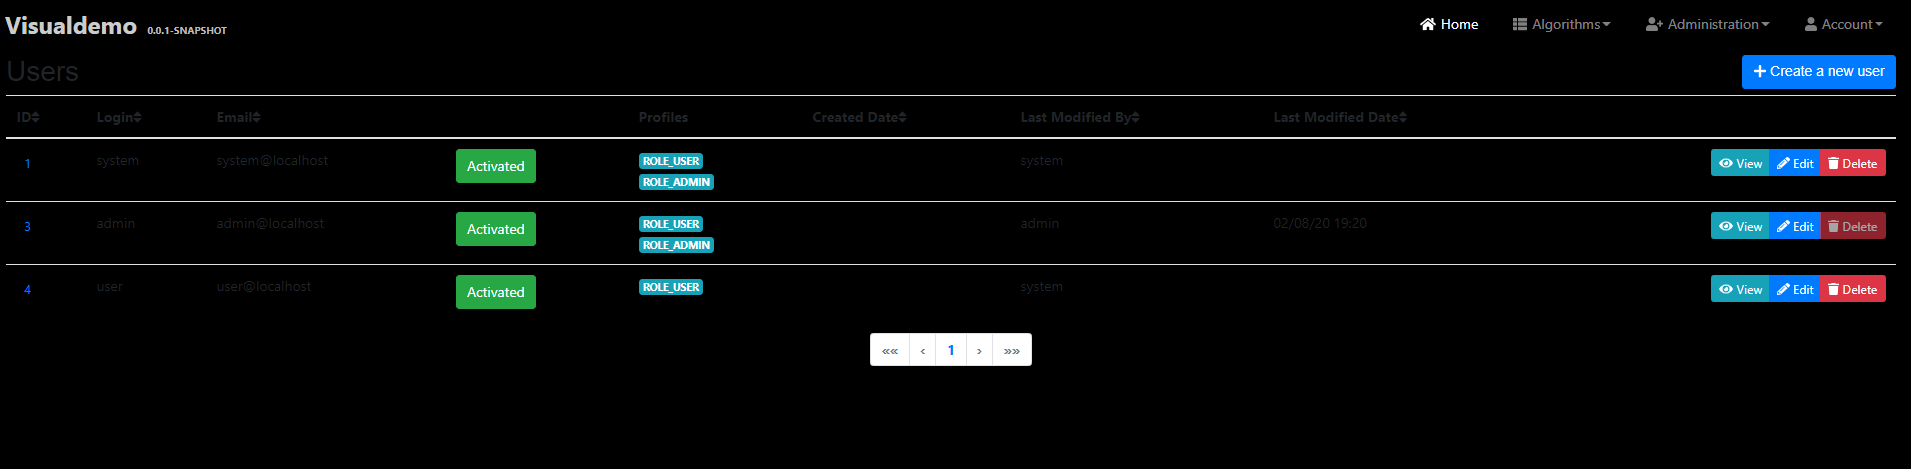 Visualdemo 0.0.1-SNAPSHOT Home Algorithms Administration Account
Users + Create a new user
ID Login Email Profiles Created Date Last Modified By Last Modified Date
1 system system@localhost Activated ROLE_USER system View Edit Delete
ROLE_ADMIN
3 admin admin@localhost Activated ROLE_USER admin 02/08/20 19:20 View Edit Delete
ROLE_ADMIN
4 user user@localhost Activated ROLE_USER system View Edit Delete
«« ‹ 1 › »»